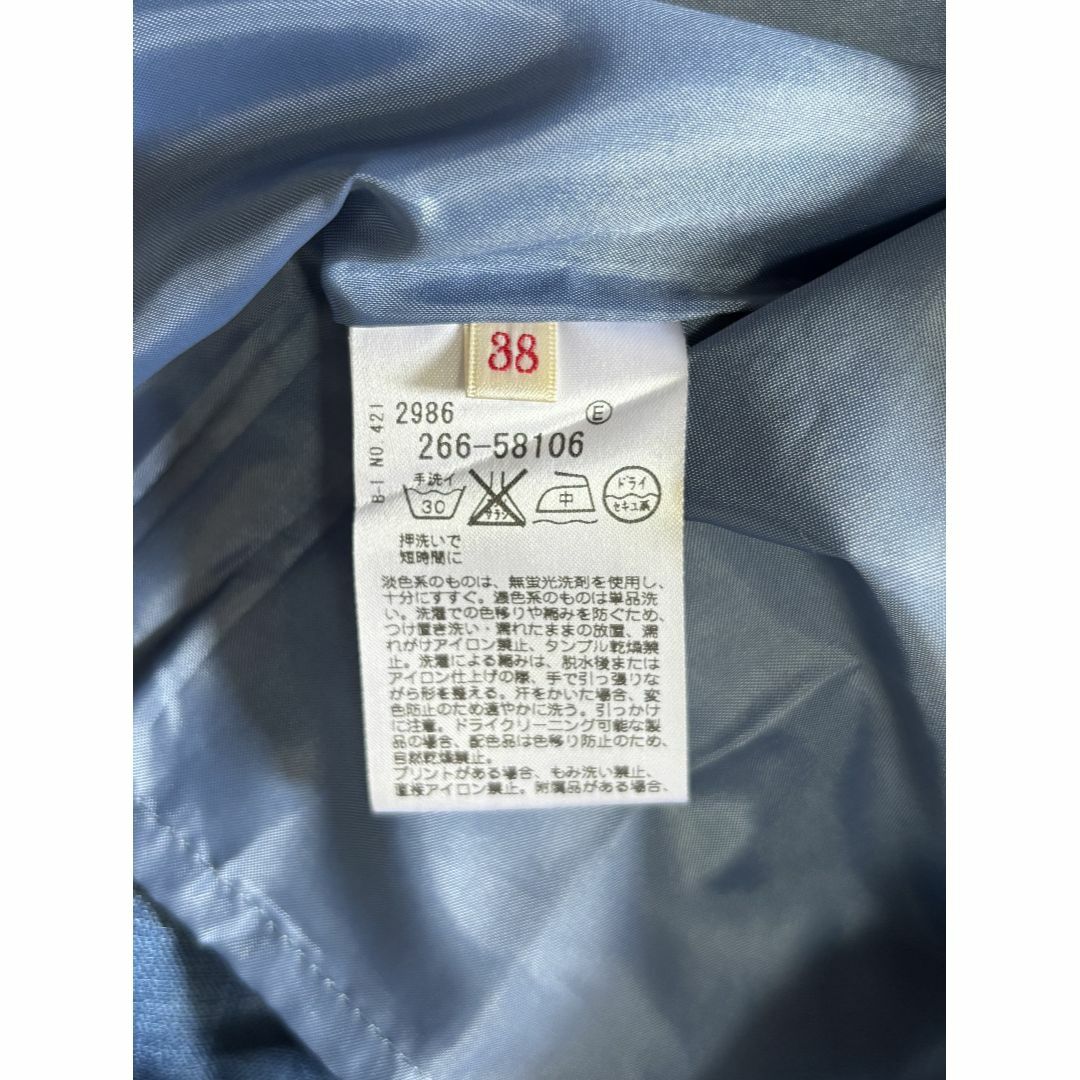 38
B-I NO.421
2986 Ⓔ
266-58106
手洗イ
30
サラシ
中
ドライ
セキユ系
押洗いで
短時間に
淡色系のものは、無蛍光洗剤を使用し、
十分にすすぐ。濃色系のものは単品洗
い。洗濯での色移りや縮みを防ぐため、
つけ置き洗い・濡れたままの放置、濡
れがけアイロン禁止、タンブル乾燥禁
止。洗濯による縮みは、脱水後または
アイロン仕上げの際、手で引っ張りな
がら形を整える。汗をかいた場合、変
色防止のため速やかに洗う。引っかけ
に注意。ドライクリーニング可能な製
品の場合、配色品は色移り防止のため、
自然乾燥禁止。
プリントがある場合、もみ洗い禁止、
直接アイロン禁止。附属品がある場合、